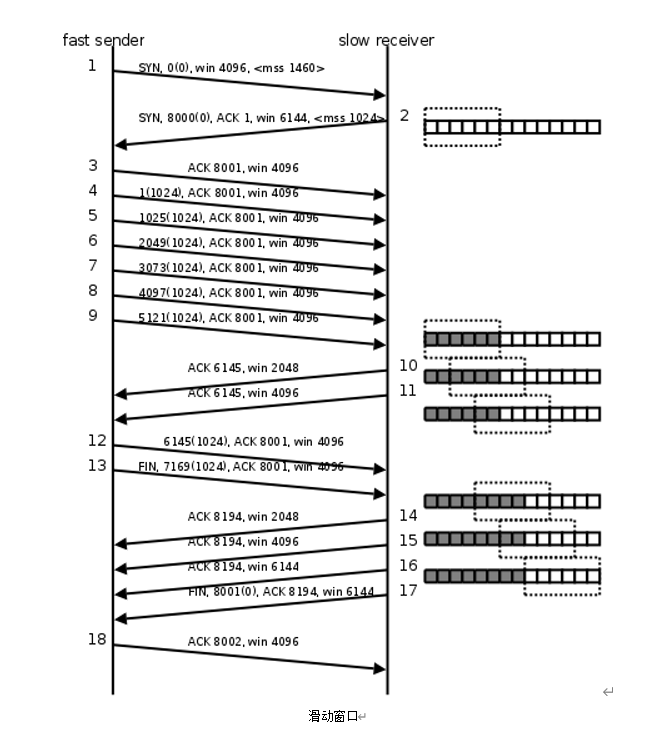 fast sender slow receiver
1 SYN, 0(0), win 4096, <mss 1460>
SYN, 8000(0), ACK 1, win 6144, <mss 1024> 2
3 ACK 8001, win 4096
4 1(1024), ACK 8001, win 4096
5 1025(1024), ACK 8001, win 4096
6 2049(1024), ACK 8001, win 4096
7 3073(1024), ACK 8001, win 4096
8 4097(1024), ACK 8001, win 4096
9 5121(1024), ACK 8001, win 4096
ACK 6145, win 2048 10
ACK 6145, win 4096 11
12 6145(1024), ACK 8001, win 4096
13 FIN, 7169(1024), ACK 8001, win 4096
ACK 8194, win 2048 14
ACK 8194, win 4096 15
ACK 8194, win 6144 16
FIN, 8001(0), ACK 8194, win 6144 17
18 ACK 8002, win 4096
滑动窗口